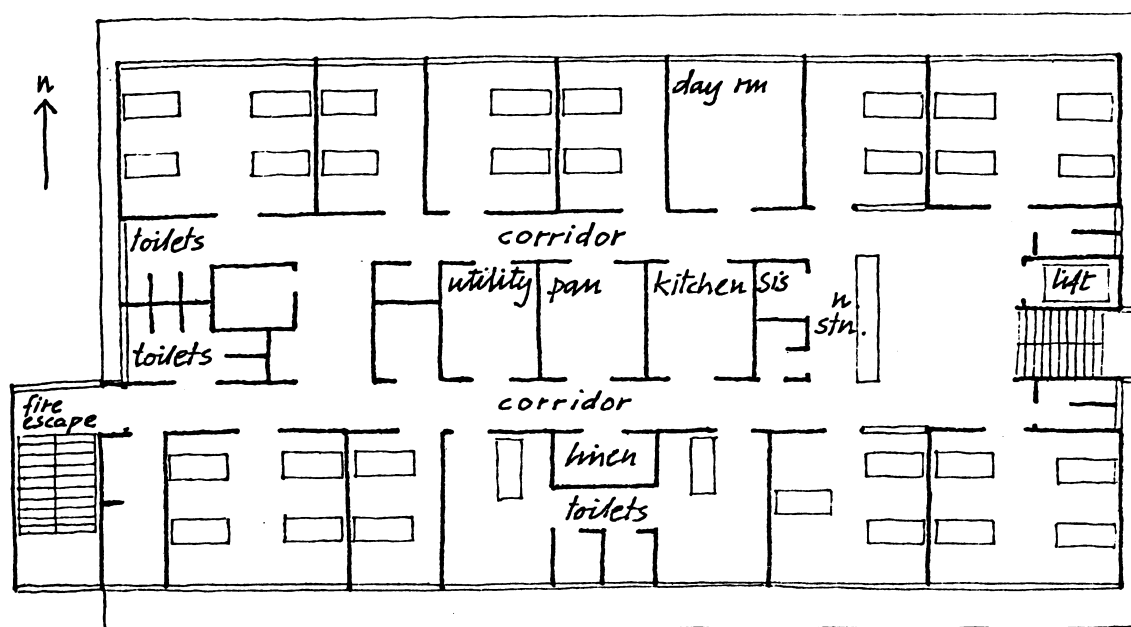 n
day rm
toilets
corridor
utility
pan
kitchen
sis
lift
n
stn.
toilets
corridor
fire
escape
linen
toilets